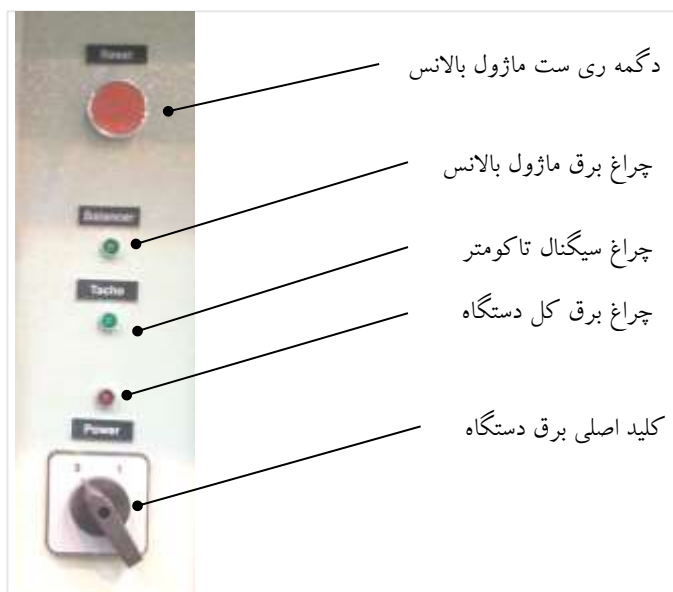 Reset
دگمه ری ست ماژول بالانس
Balancer
چراغ برق ماژول بالانس
Tacho
چراغ سیگنال تاکومتر
چراغ برق کل دستگاه
Power
کلید اصلی برق دستگاه
1